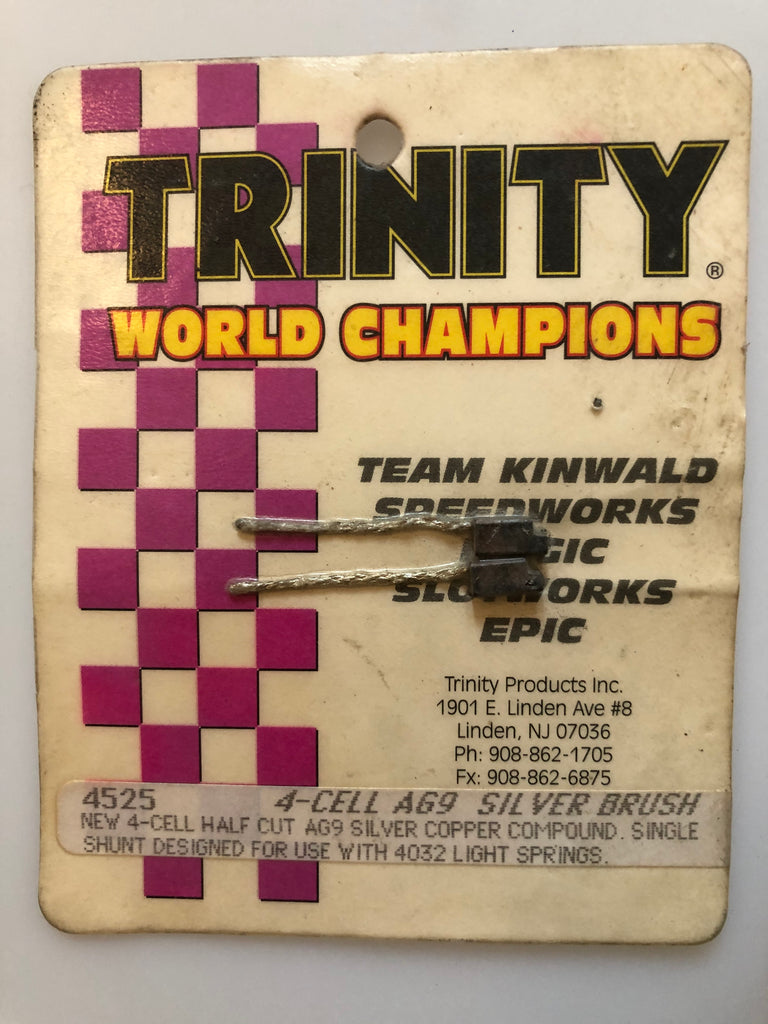 TRINITY®
WORLD CHAMPIONS
TEAM KINWALD
SPEEDWORKS
SLOTWORKS
EPIC
Trinity Products Inc.
1901 E. Linden Ave #8
Linden, NJ 07036
Ph: 908-862-1705
Fx: 908-862-6875
4525 4-CELL AG9 SILVER BRUSH
NEW 4-CELL HALF CUT AG9 SILVER COPPER COMPOUND. SINGLE
SHUNT DESIGNED FOR USE WITH 4032 LIGHT SPRINGS.